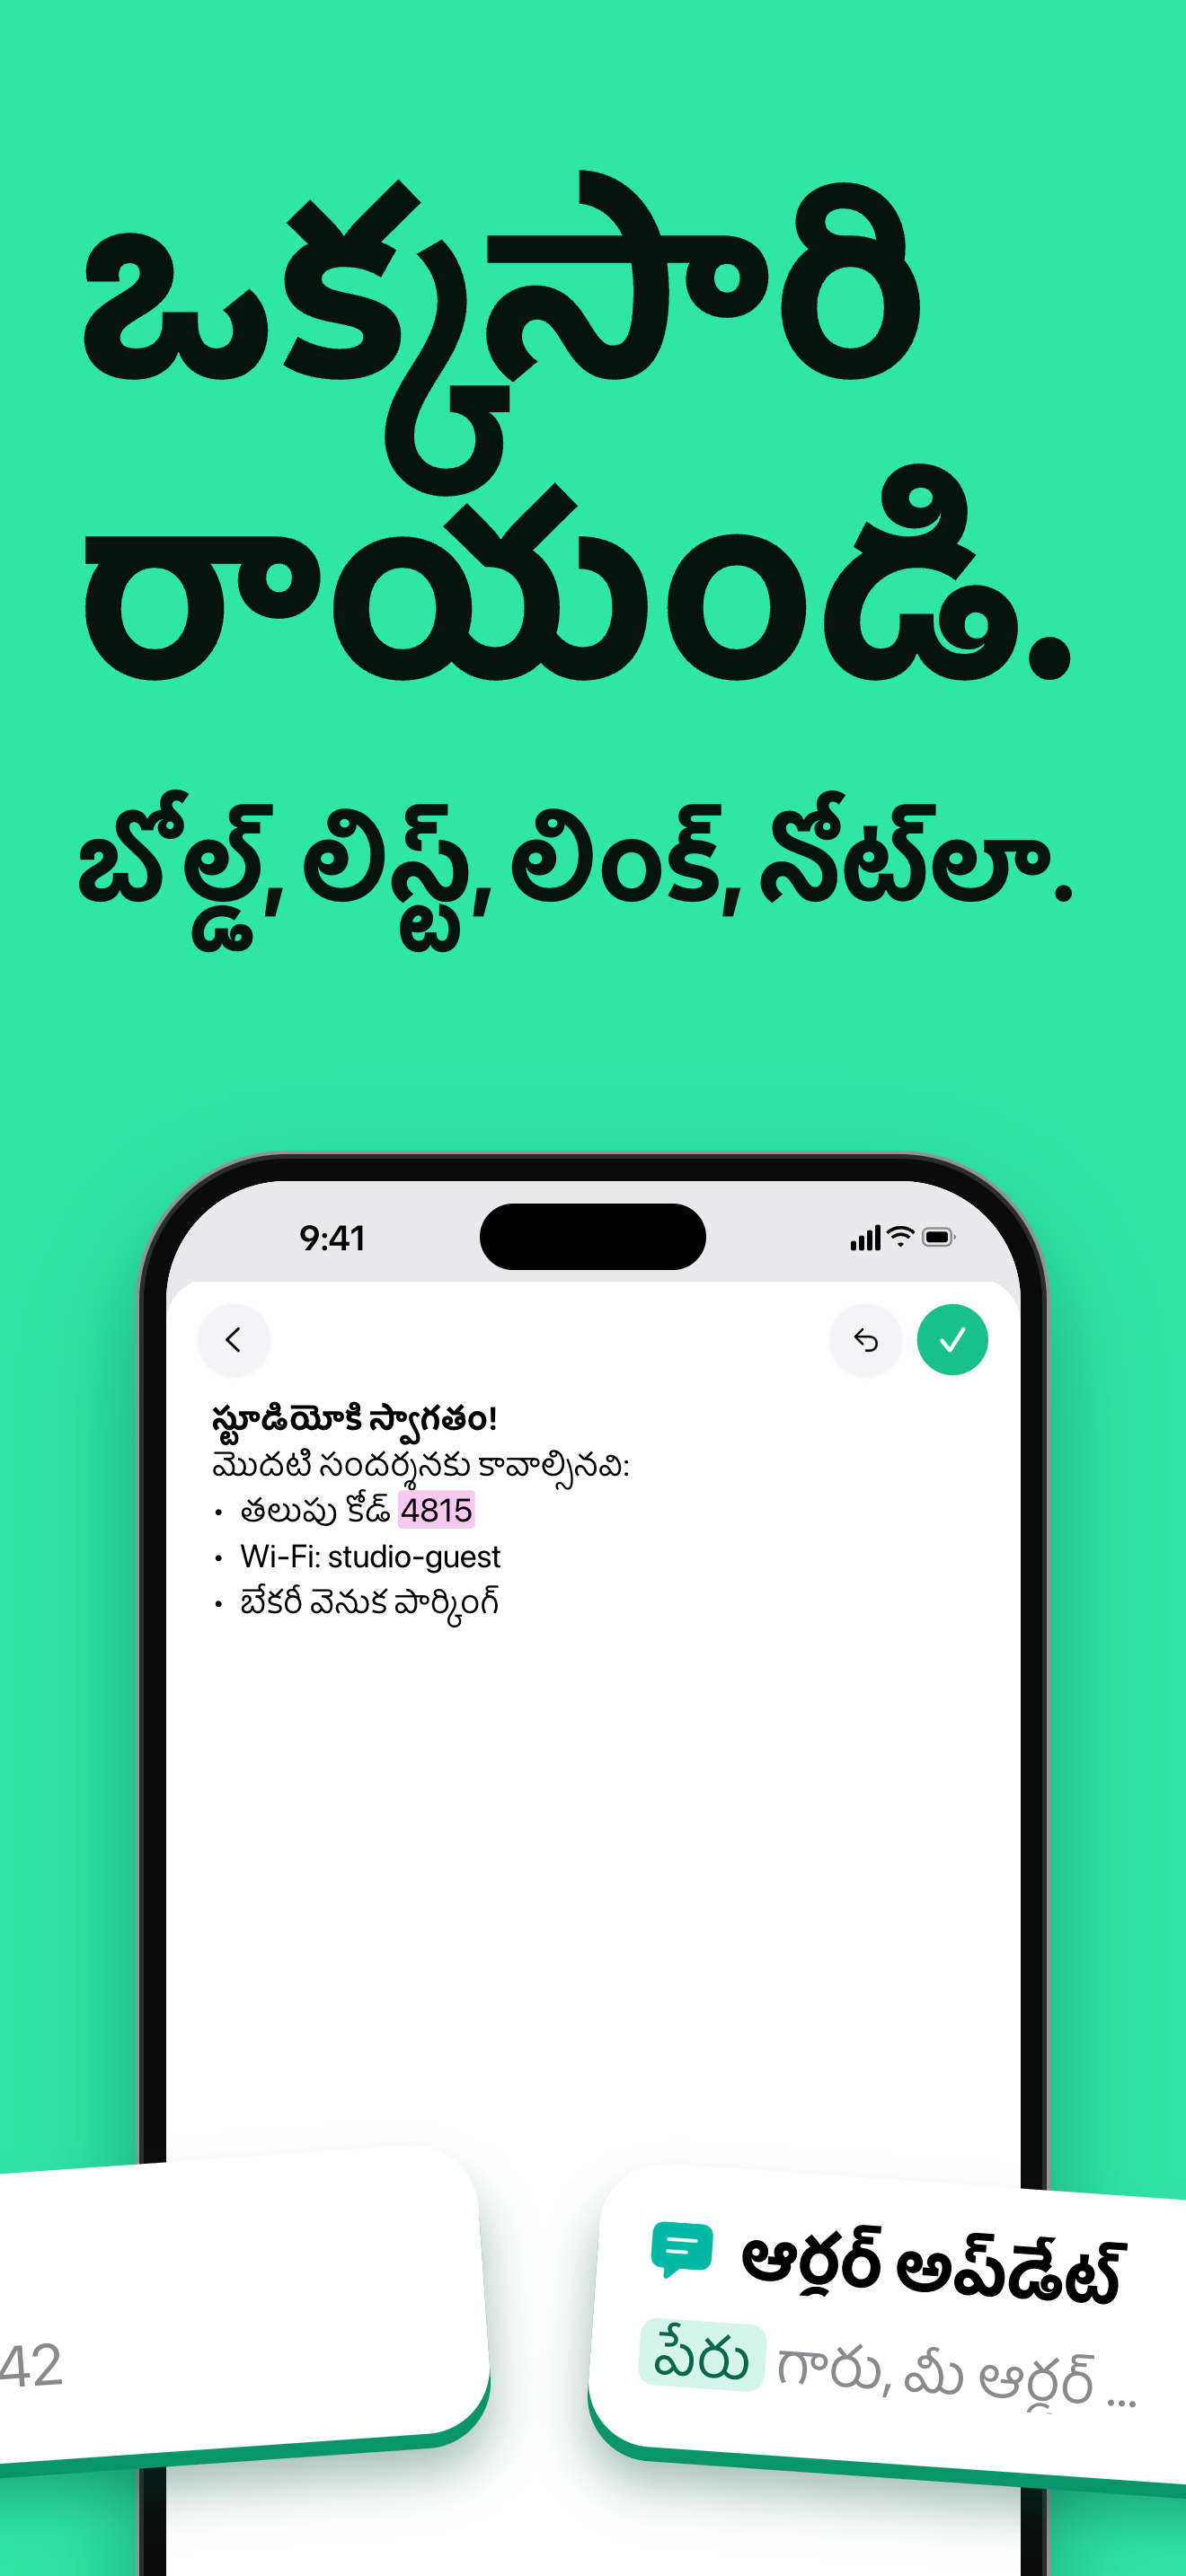 ఒక్కసారి
రాయండి.
బోల్డ్, లిస్ట్, లింక్, నోట్‌లా.
9:41
స్టూడియోకి స్వాగతం!
మొదటి సందర్శనకు కావాల్సినవి:
• తలుపు కోడ్ 4815
• Wi-Fi: studio-guest
• బేకరీ వెనుక పార్కింగ్
42
ఆర్డర్ అప్‌డేట్
పేరు గారు, మీ ఆర్డర్ ...